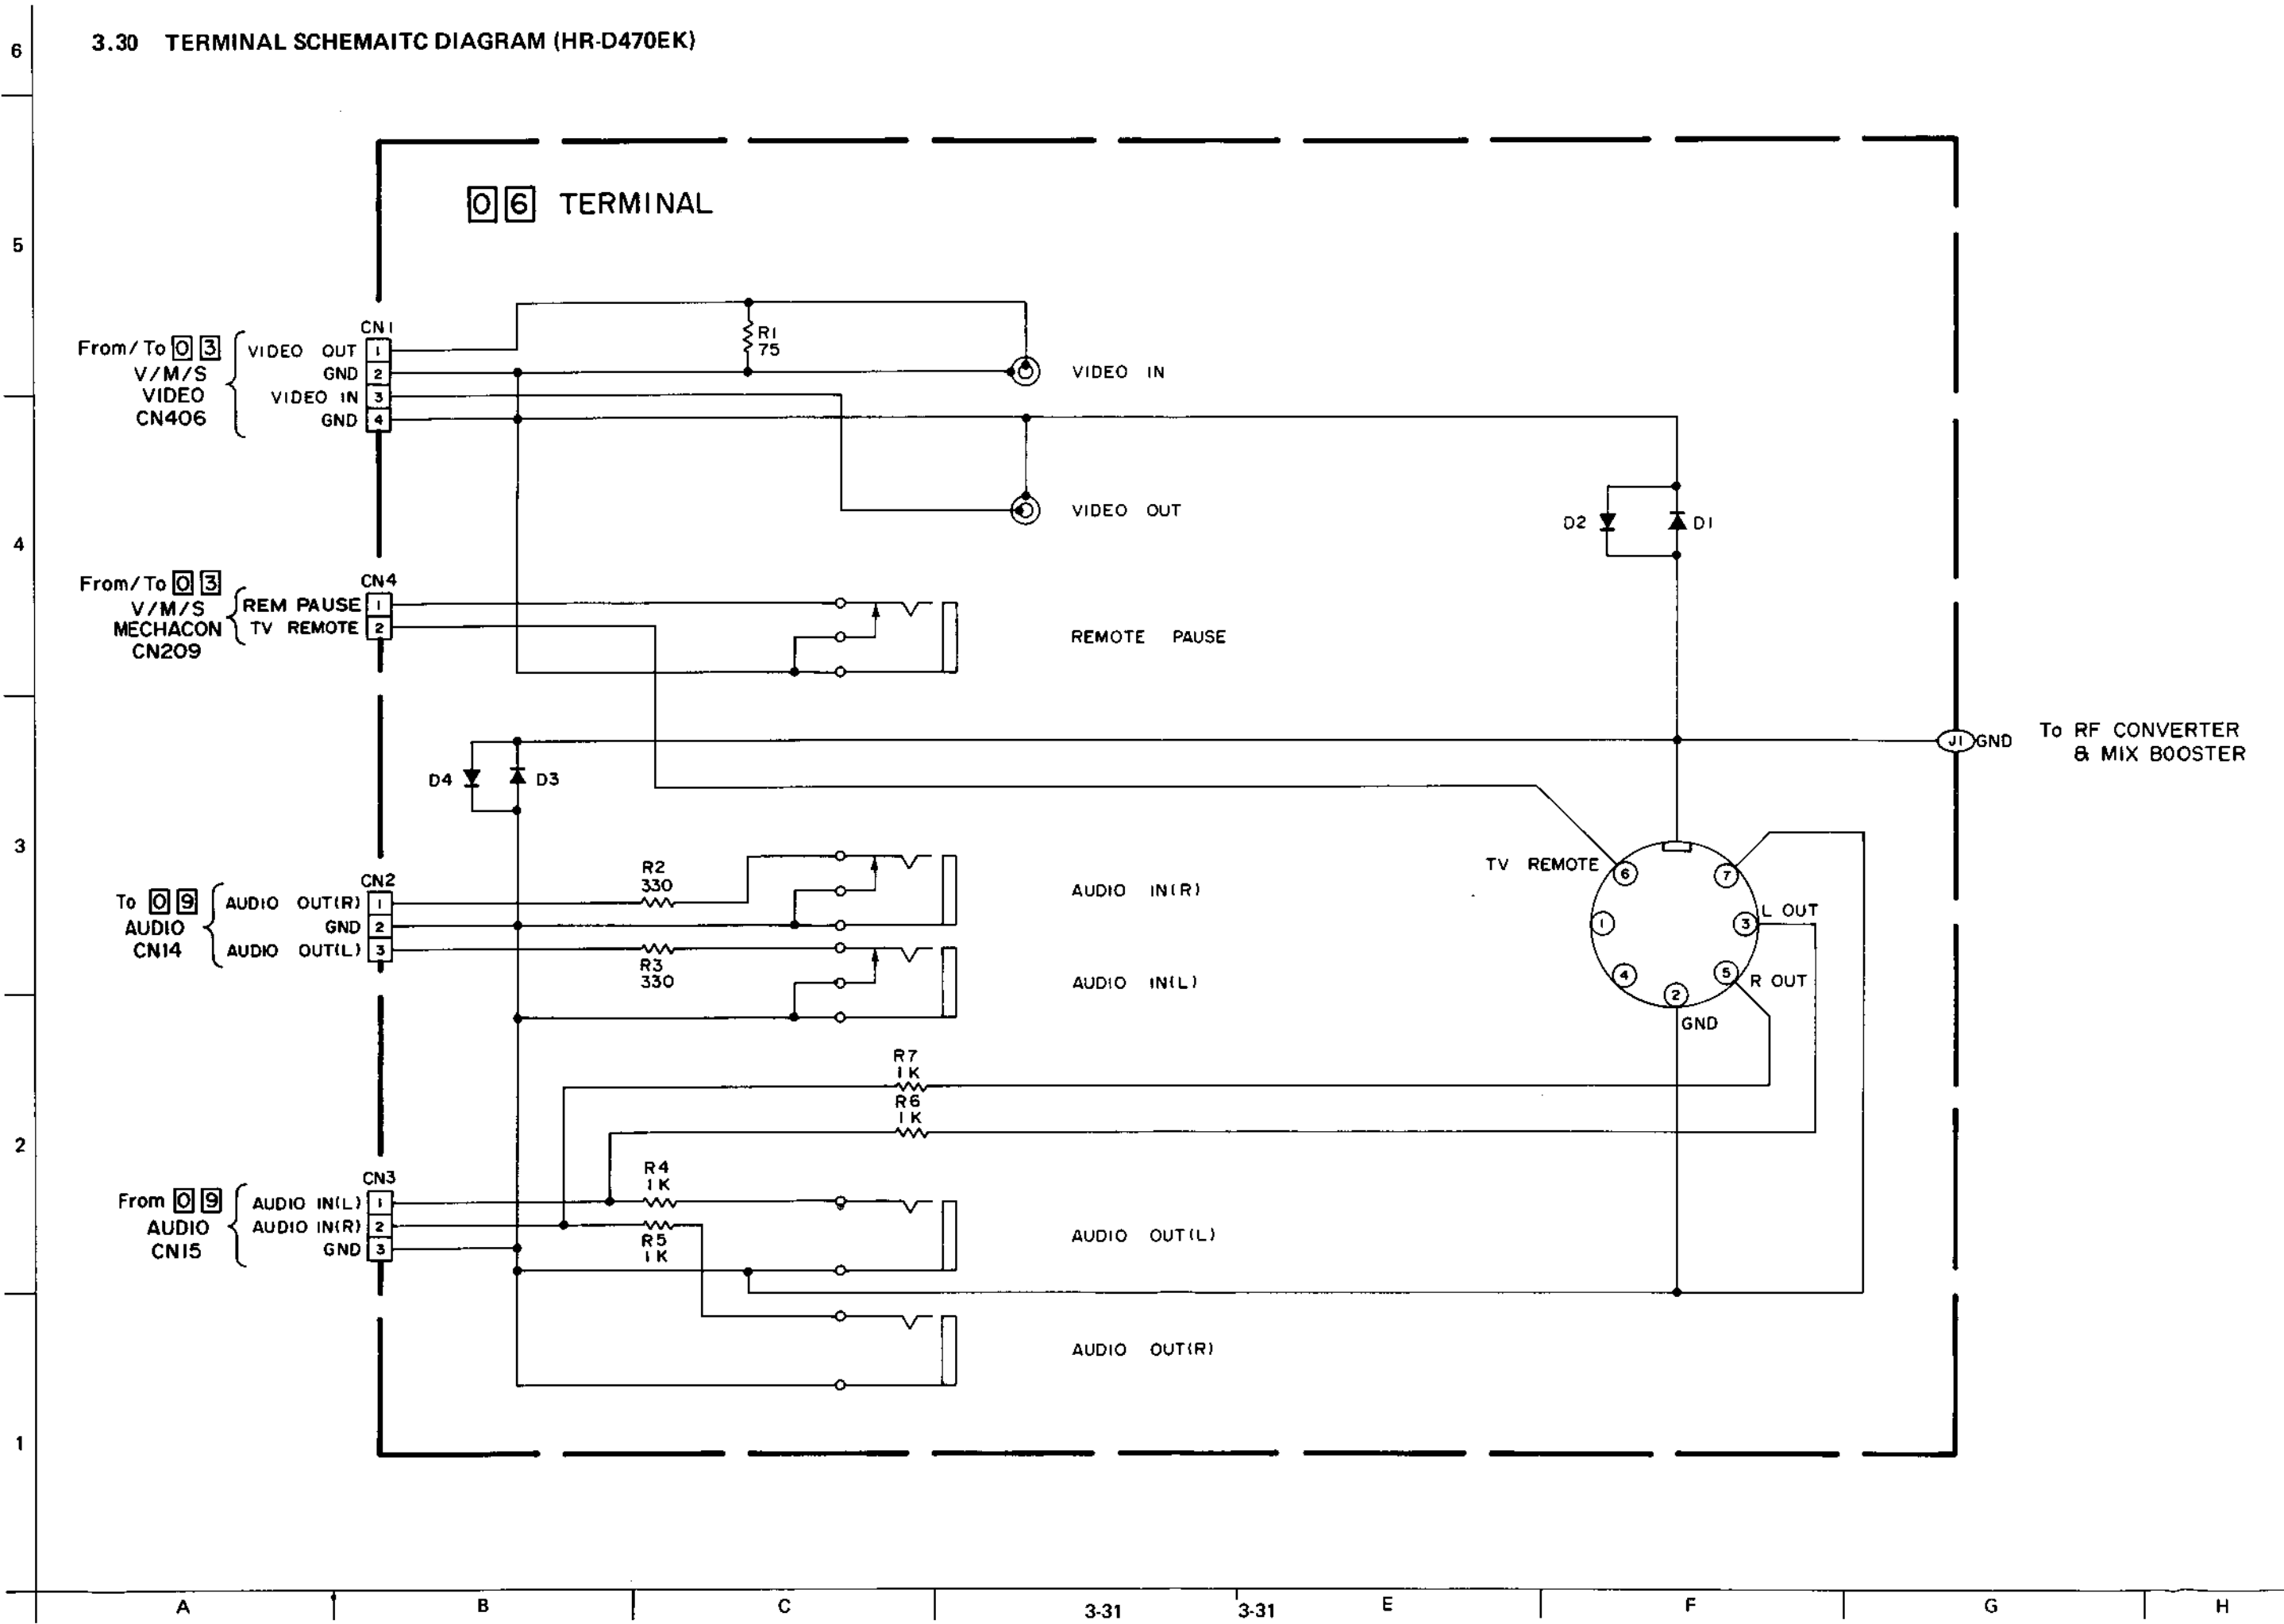 3.30 TERMINAL SCHEMAITC DIAGRAM (HR-D470EK)
6
5
4
3
2
1
06 TERMINAL
From/To 03
V/M/S
VIDEO
CN406
VIDEO OUT
GND
VIDEO IN
GND
CN1
1
2
3
4
R1
75
VIDEO IN
VIDEO OUT
D2
D1
From/To 03
V/M/S
MECHACON
CN209
REM PAUSE
TV REMOTE
CN4
1
2
REMOTE PAUSE
D4
D3
J1 GND
To RF CONVERTER
& MIX BOOSTER
To 09
AUDIO
CN14
AUDIO OUT(R)
GND
AUDIO OUT(L)
CN2
1
2
3
R2
330
R3
330
AUDIO IN(R)
AUDIO IN(L)
TV REMOTE
6
7
1
3
L OUT
4
5
R OUT
2
GND
R7
1K
R6
1K
From 09
AUDIO
CN15
AUDIO IN(L)
AUDIO IN(R)
GND
CN3
1
2
3
R4
1K
R5
1K
AUDIO OUT(L)
AUDIO OUT(R)
A B C 3-31 3-31 E F G H